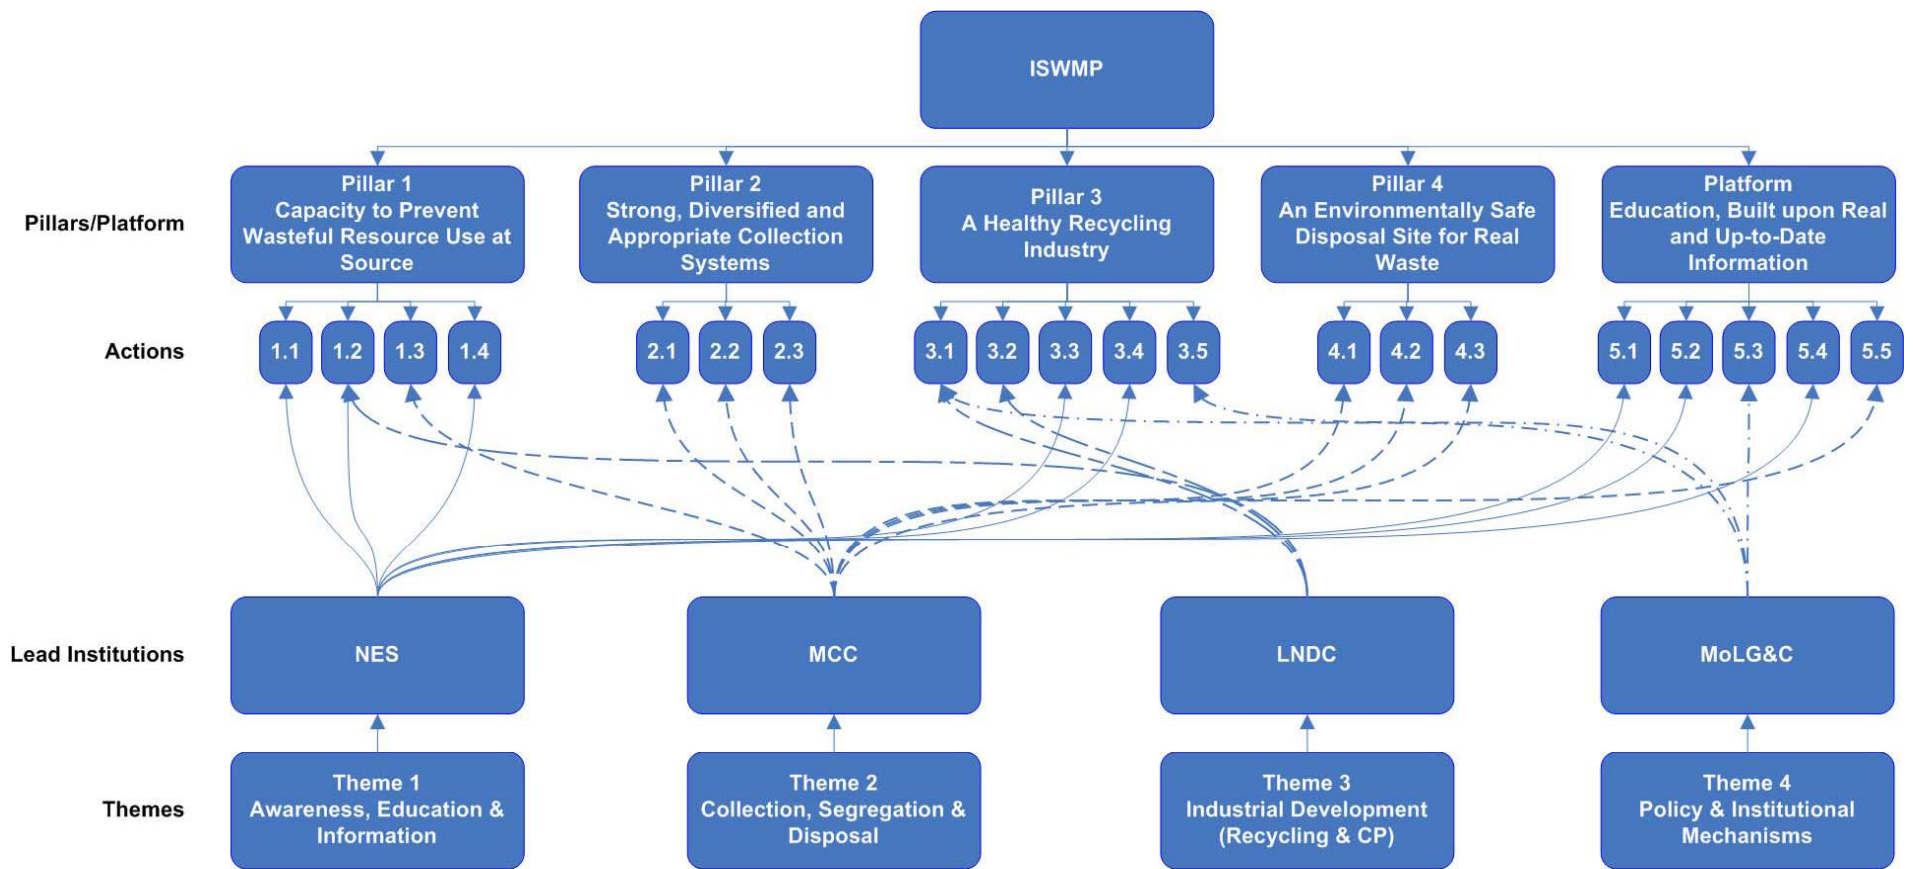 ISWMP
Pillars/Platform
Pillar 1
Capacity to Prevent
Wasteful Resource Use at
Source
Pillar 2
Strong, Diversified and
Appropriate Collection
Systems
Pillar 3
A Healthy Recycling
Industry
Pillar 4
An Environmentally Safe
Disposal Site for Real
Waste
Platform
Education, Built upon Real
and Up-to-Date
Information
Actions
1.1
1.2
1.3
1.4
2.1
2.2
2.3
3.1
3.2
3.3
3.4
3.5
4.1
4.2
4.3
5.1
5.2
5.3
5.4
5.5
Lead Institutions
NES
MCC
LNDC
MoLG&C
Themes
Theme 1
Awareness, Education &
Information
Theme 2
Collection, Segregation &
Disposal
Theme 3
Industrial Development
(Recycling & CP)
Theme 4
Policy & Institutional
Mechanisms